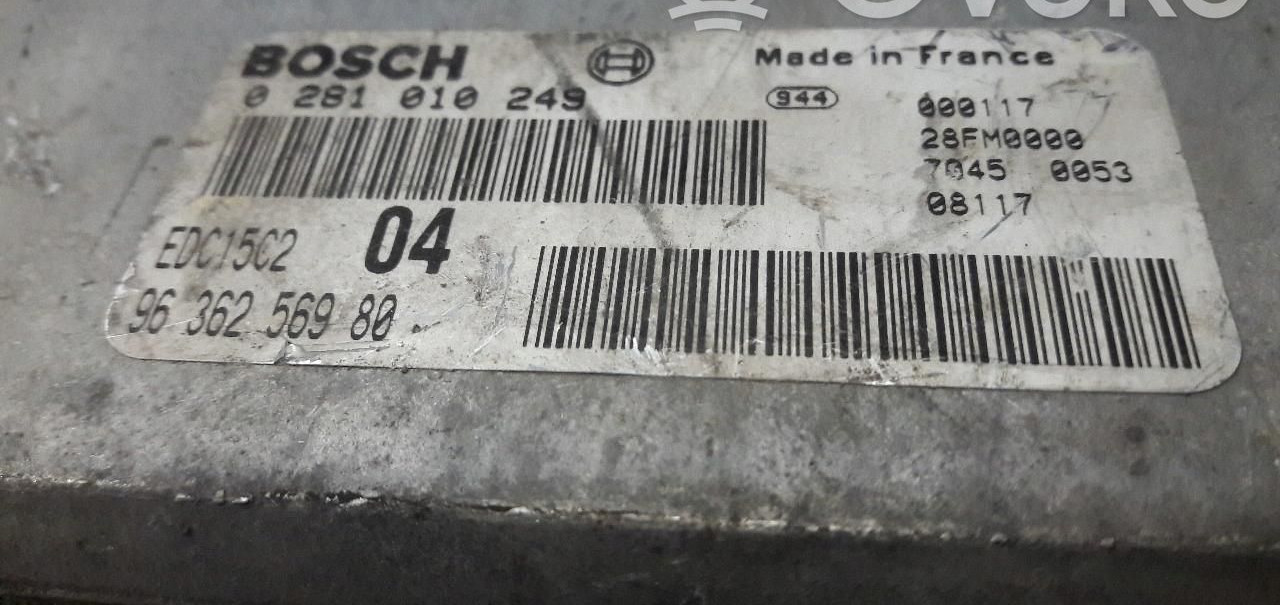 BOSCH
Made in France
0 281 010 249
944
000117
28FM0000
7045 0053
08117
EDC15C2
04
96 362 569 80